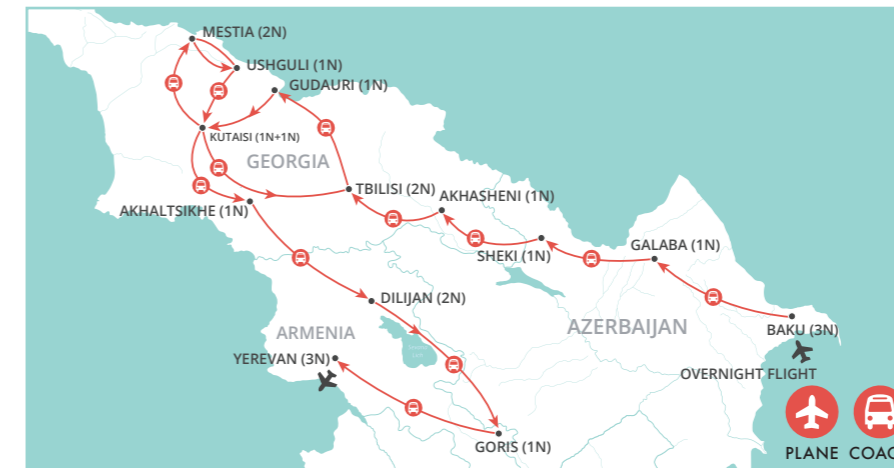 MESTIA (2N)
USHGULI (1N)
GUDAURI (1N)
KUTAISI (1N+1N)
GEORGIA
TBILISI (2N)
AKHASHENI (1N)
AKHALTSIKHE (1N)
SHEKI (1N)
GALABA (1N)
DILIJAN (2N)
ARMENIA
AZERBAIJAN
BAKU (3N)
YEREVAN (3N)
OVERNIGHT FLIGHT
GORIS (1N)
PLANE COAC